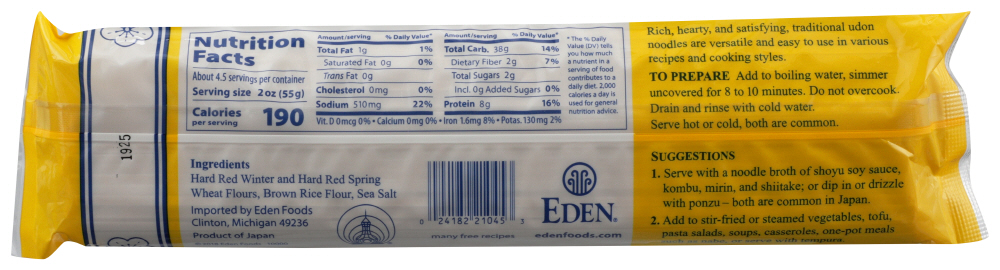 Nutrition
Facts
About 4.5 servings per container
Serving size 2 oz (55g)
Calories
per serving 190
Amount/serving % Daily Value*
Total Fat 1g 1%
Saturated Fat 0g 0%
Trans Fat 0g
Cholesterol 0mg 0%
Sodium 510mg 22%
Amount/serving % Daily Value*
Total Carb. 38g 14%
Dietary Fiber 2g 7%
Total Sugars 2g
Incl. 0g Added Sugars 0%
Protein 8g 16%
Vit. D 0mcg 0% • Calcium 0mg 0% • Iron 1.6mg 8% • Potas. 130mg 2%
* The % Daily
Value (DV) tells
you how much
a nutrient in a
serving of food
contributes to a
daily diet. 2,000
calories a day is
used for general
nutrition advice.
Rich, hearty, and satisfying, traditional udon
noodles are versatile and easy to use in various
recipes and cooking styles.
TO PREPARE Add to boiling water, simmer
uncovered for 8 to 10 minutes. Do not overcook.
Drain and rinse with cold water.
Serve hot or cold, both are common.
1925
Ingredients
Hard Red Winter and Hard Red Spring
Wheat Flours, Brown Rice Flour, Sea Salt
Imported by Eden Foods
Clinton, Michigan 49236
Product of Japan
0 24182 21045 3
many free recipes
EDEN®
edenfoods.com
SUGGESTIONS
1. Serve with a noodle broth of shoyu soy sauce,
kombu, mirin, and shiitake; or dip in or drizzle
with ponzu – both are common in Japan.
2. Add to stir-fried or steamed vegetables, tofu,
pasta salads, soups, casseroles, one-pot meals
such as nabe, or serve with tempura.